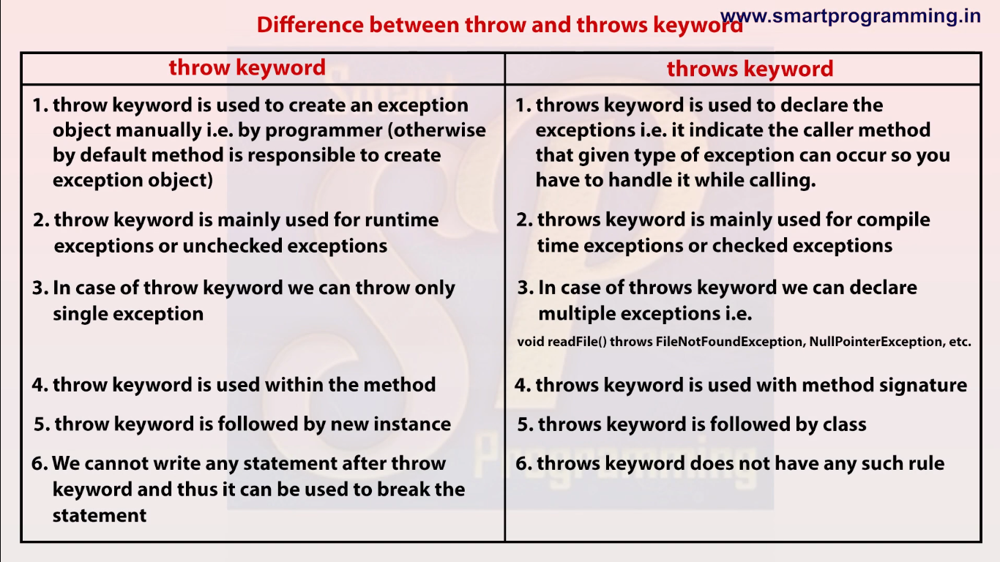 www.smartprogramming.in
Difference between throw and throws keyword
throw keyword
1. throw keyword is used to create an exception
object manually i.e. by programmer (otherwise
by default method is responsible to create
exception object)
2. throw keyword is mainly used for runtime
exceptions or unchecked exceptions
3. In case of throw keyword we can throw only
single exception
4. throw keyword is used within the method
5. throw keyword is followed by new instance
6. We cannot write any statement after throw
keyword and thus it can be used to break the
statement
throws keyword
1. throws keyword is used to declare the
exceptions i.e. it indicate the caller method
that given type of exception can occur so you
have to handle it while calling.
2. throws keyword is mainly used for compile
time exceptions or checked exceptions
3. In case of throws keyword we can declare
multiple exceptions i.e.
void readFile() throws FileNotFoundException, NullPointerException, etc.
4. throws keyword is used with method signature
5. throws keyword is followed by class
6. throws keyword does not have any such rule
Smart
SP
Programming